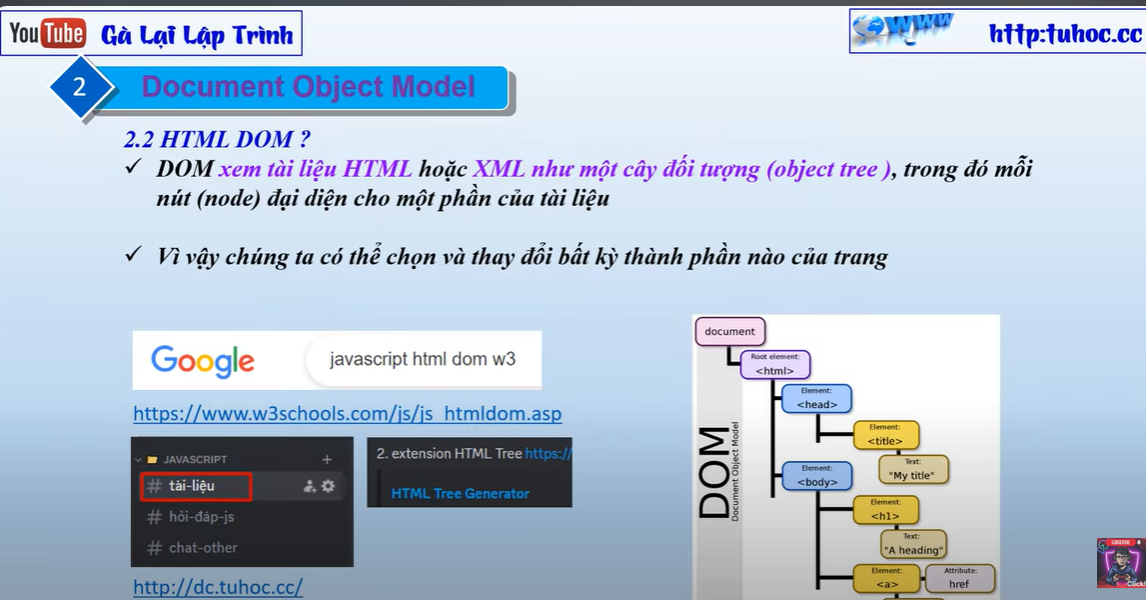 YouTube Gà Lại Lập Trình
WWW http:tuhoc.cc
2 Document Object Model
2.2 HTML DOM ?
✓ DOM xem tài liệu HTML hoặc XML như một cây đối tượng (object tree ), trong đó mỗi
nút (node) đại diện cho một phần của tài liệu
✓ Vì vậy chúng ta có thể chọn và thay đổi bất kỳ thành phần nào của trang
Google javascript html dom w3
https://www.w3schools.com/js/js_htmldom.asp
JAVASCRIPT +
# tài-liệu
# hỏi-đáp-js
# chat-other
2. extension HTML Tree https://
HTML Tree Generator
http://dc.tuhoc.cc/
DOM
Document Object Model
document
Root element:
<html>
Element:
<head>
Element:
<title>
Text:
"My title"
Element:
<body>
Element:
<h1>
Text:
"A heading"
Element:
<a>
Attribute:
href
SUBSCRIBE
Click!